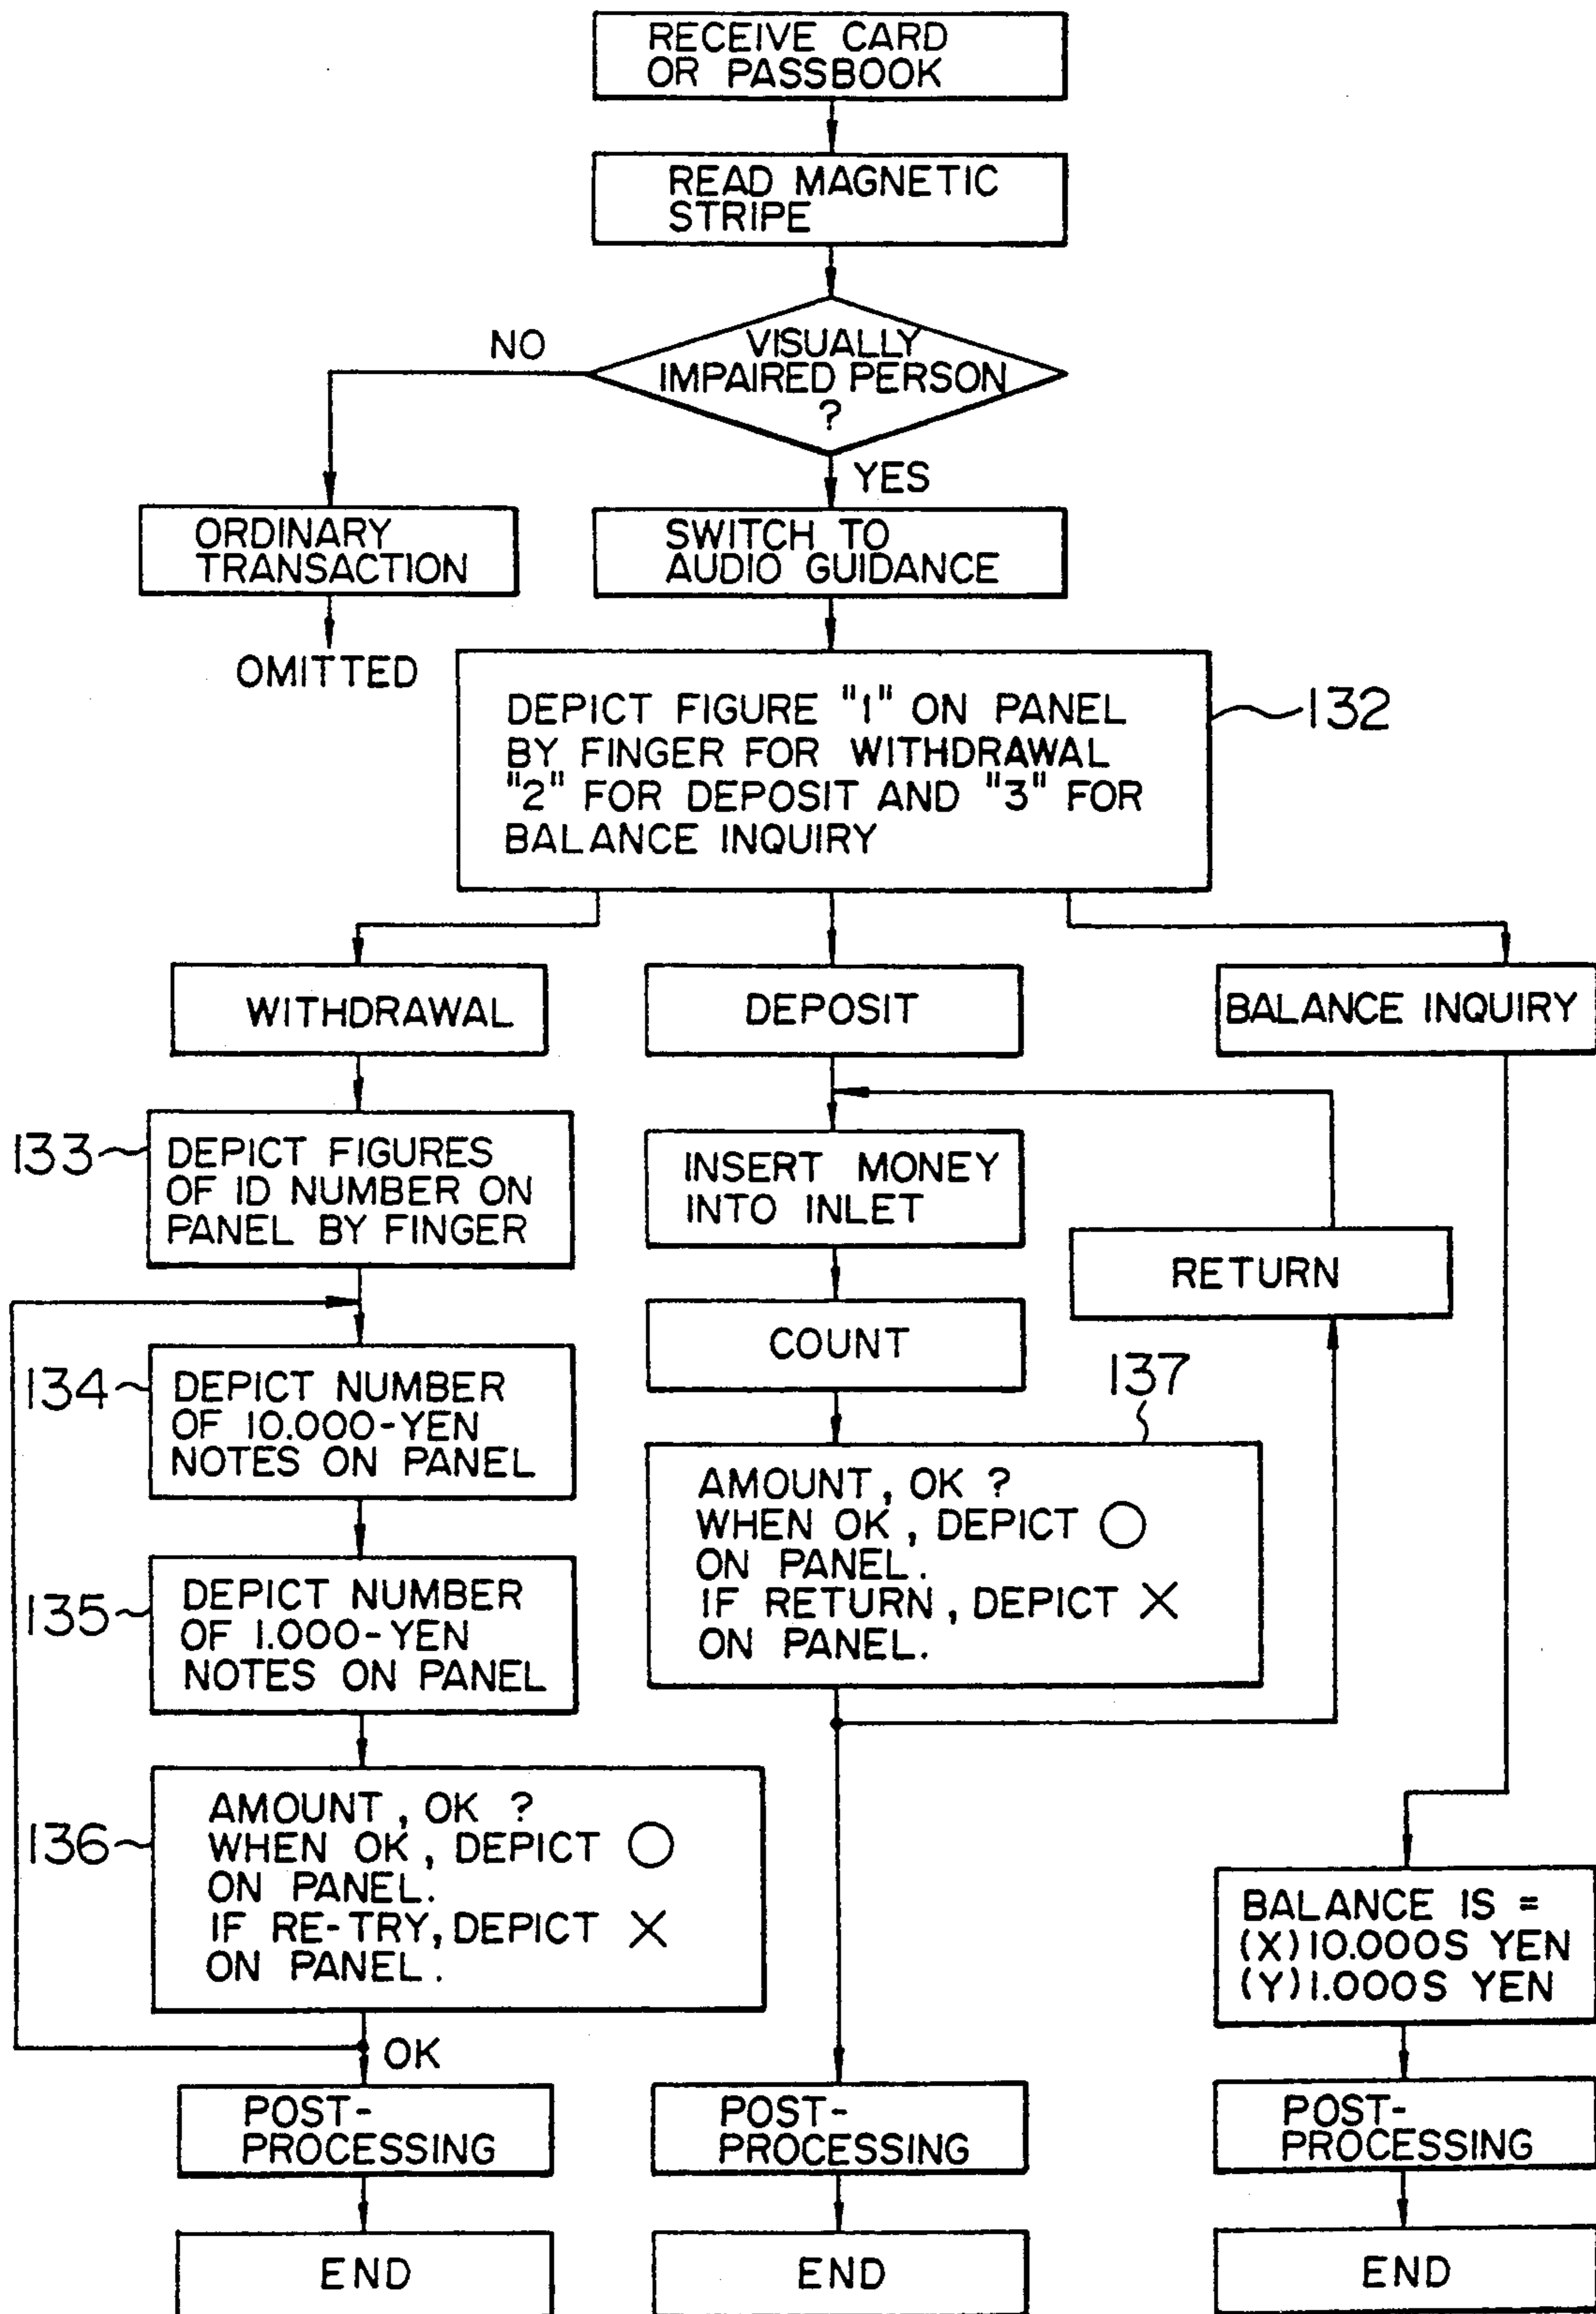 RECEIVE CARD
OR PASSBOOK
READ MAGNETIC
STRIPE
VISUALLY
IMPAIRED PERSON
?
NO
YES
ORDINARY
TRANSACTION
OMITTED
SWITCH TO
AUDIO GUIDANCE
DEPICT FIGURE "1" ON PANEL
BY FINGER FOR WITHDRAWAL
"2" FOR DEPOSIT AND "3" FOR
BALANCE INQUIRY
132
WITHDRAWAL
133
DEPICT FIGURES
OF ID NUMBER ON
PANEL BY FINGER
134
DEPICT NUMBER
OF 10.000-YEN
NOTES ON PANEL
135
DEPICT NUMBER
OF 1.000-YEN
NOTES ON PANEL
136
AMOUNT, OK ?
WHEN OK, DEPICT ○
ON PANEL.
IF RE-TRY, DEPICT ×
ON PANEL.
OK
POST-
PROCESSING
END
DEPOSIT
INSERT MONEY
INTO INLET
COUNT
RETURN
137
AMOUNT, OK ?
WHEN OK, DEPICT ○
ON PANEL.
IF RETURN, DEPICT ×
ON PANEL.
POST-
PROCESSING
END
BALANCE INQUIRY
BALANCE IS =
(X) 10.000S YEN
(Y) 1.000S YEN
POST-
PROCESSING
END